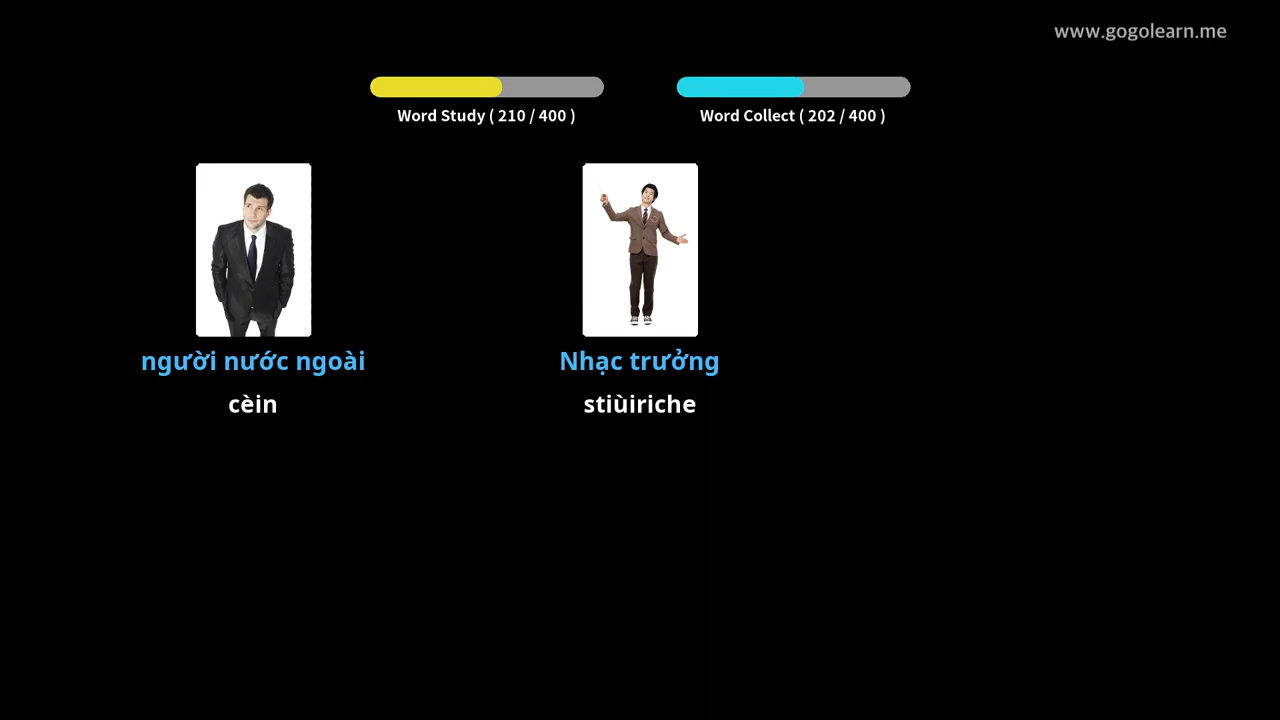 www.gogolearn.me
Word Study ( 210 / 400 )
Word Collect ( 202 / 400 )
người nước ngoài
cèin
Nhạc trưởng
stiùiriche